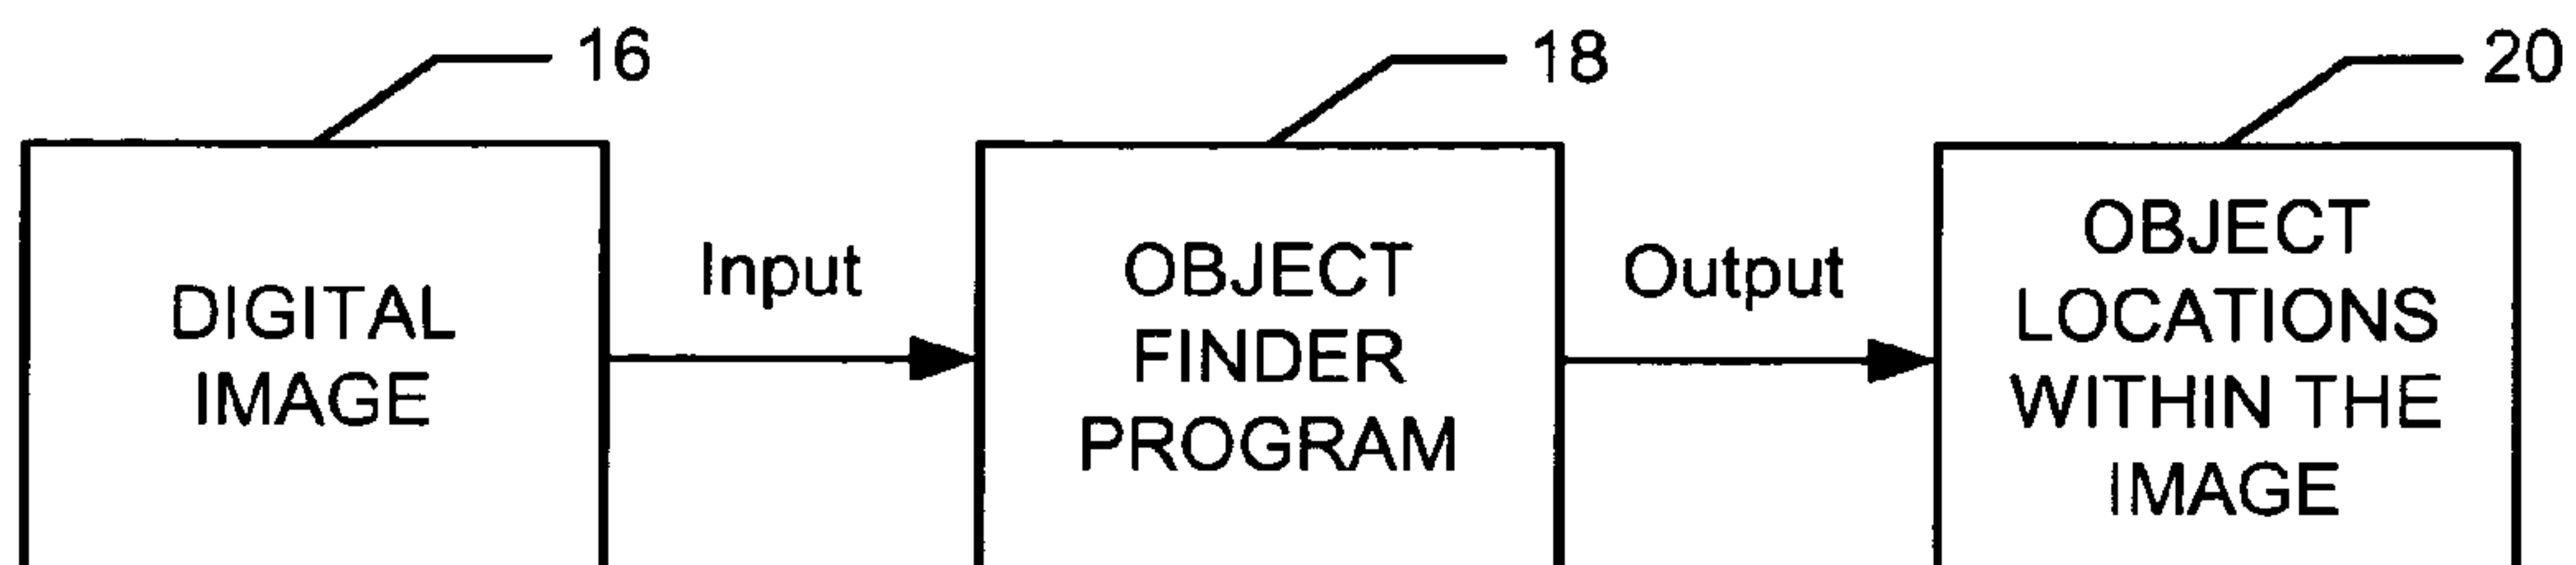 16
18
20
DIGITAL
IMAGE
Input
OBJECT
FINDER
PROGRAM
Output
OBJECT
LOCATIONS
WITHIN THE
IMAGE